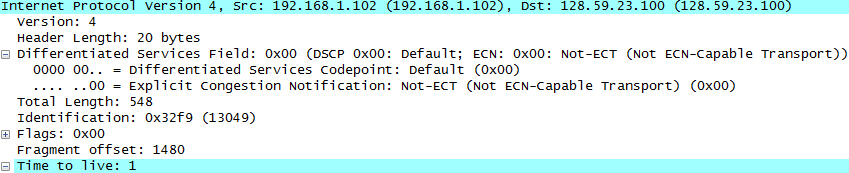 Internet Protocol Version 4, Src: 192.168.1.102 (192.168.1.102), Dst: 128.59.23.100 (128.59.23.100)
Version: 4
Header Length: 20 bytes
Differentiated Services Field: 0x00 (DSCP 0x00: Default; ECN: 0x00: Not-ECT (Not ECN-Capable Transport))
0000 00.. = Differentiated Services Codepoint: Default (0x00)
.... ..00 = Explicit Congestion Notification: Not-ECT (Not ECN-Capable Transport) (0x00)
Total Length: 548
Identification: 0x32f9 (13049)
Flags: 0x00
Fragment offset: 1480
Time to live: 1